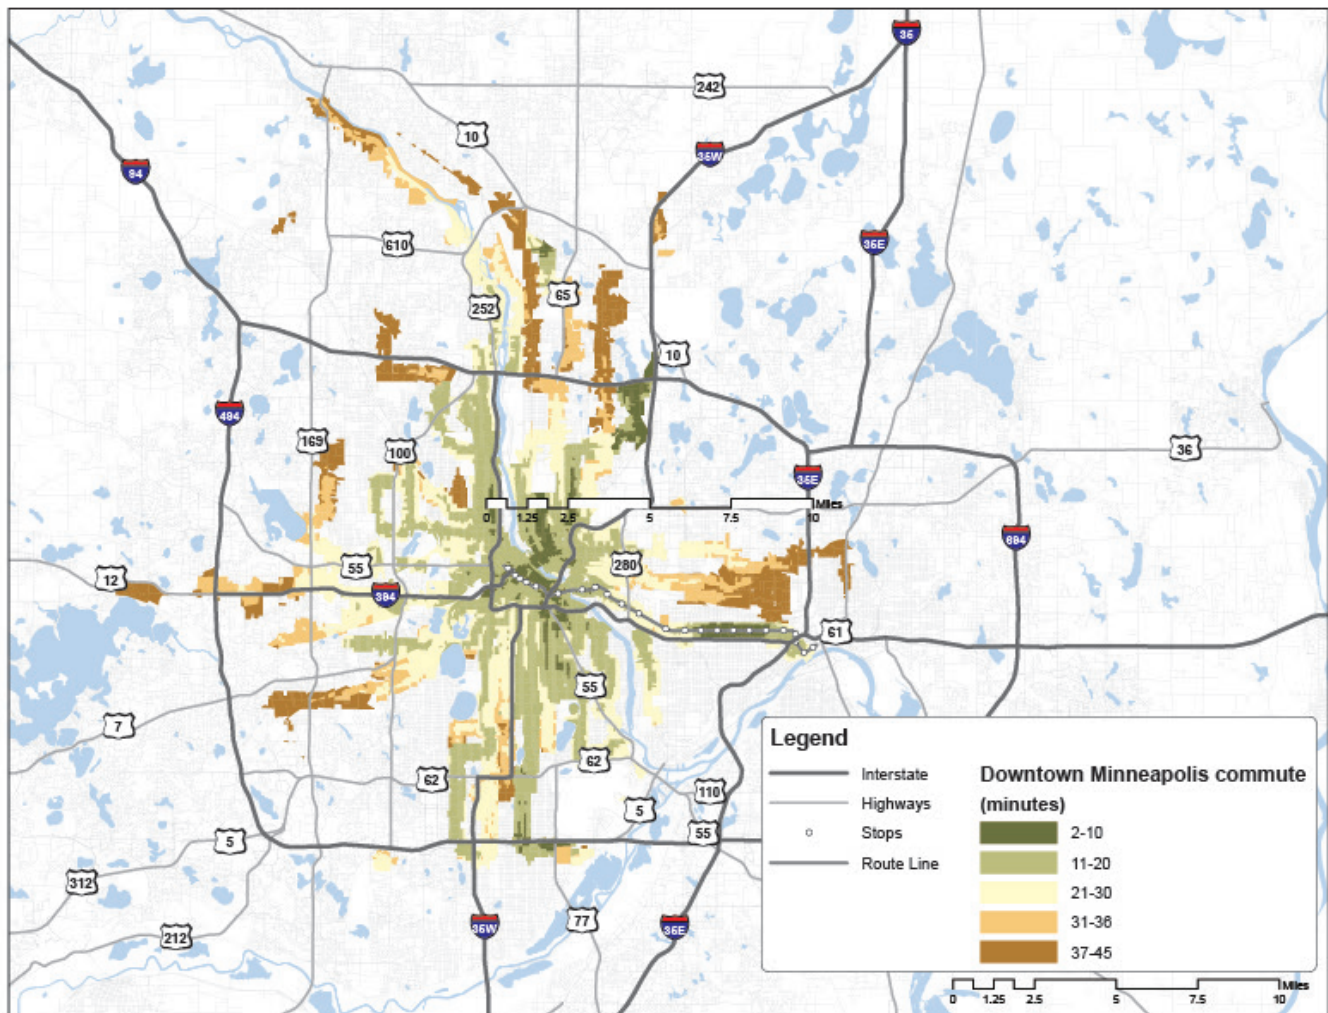 35
242
10
35W
94
35E
610
252
65
10
494
169
100
36
35E
Miles
0 1.25 2.5 5 7.5 10
694
280
55
12
394
61
55
7
62
62
110
5
55
5
312
77
35W
35E
212
Legend
Interstate
Highways
Stops
Route Line
Downtown Minneapolis commute
(minutes)
2-10
11-20
21-30
31-36
37-45
Miles
0 1.25 2.5 5 7.5 10